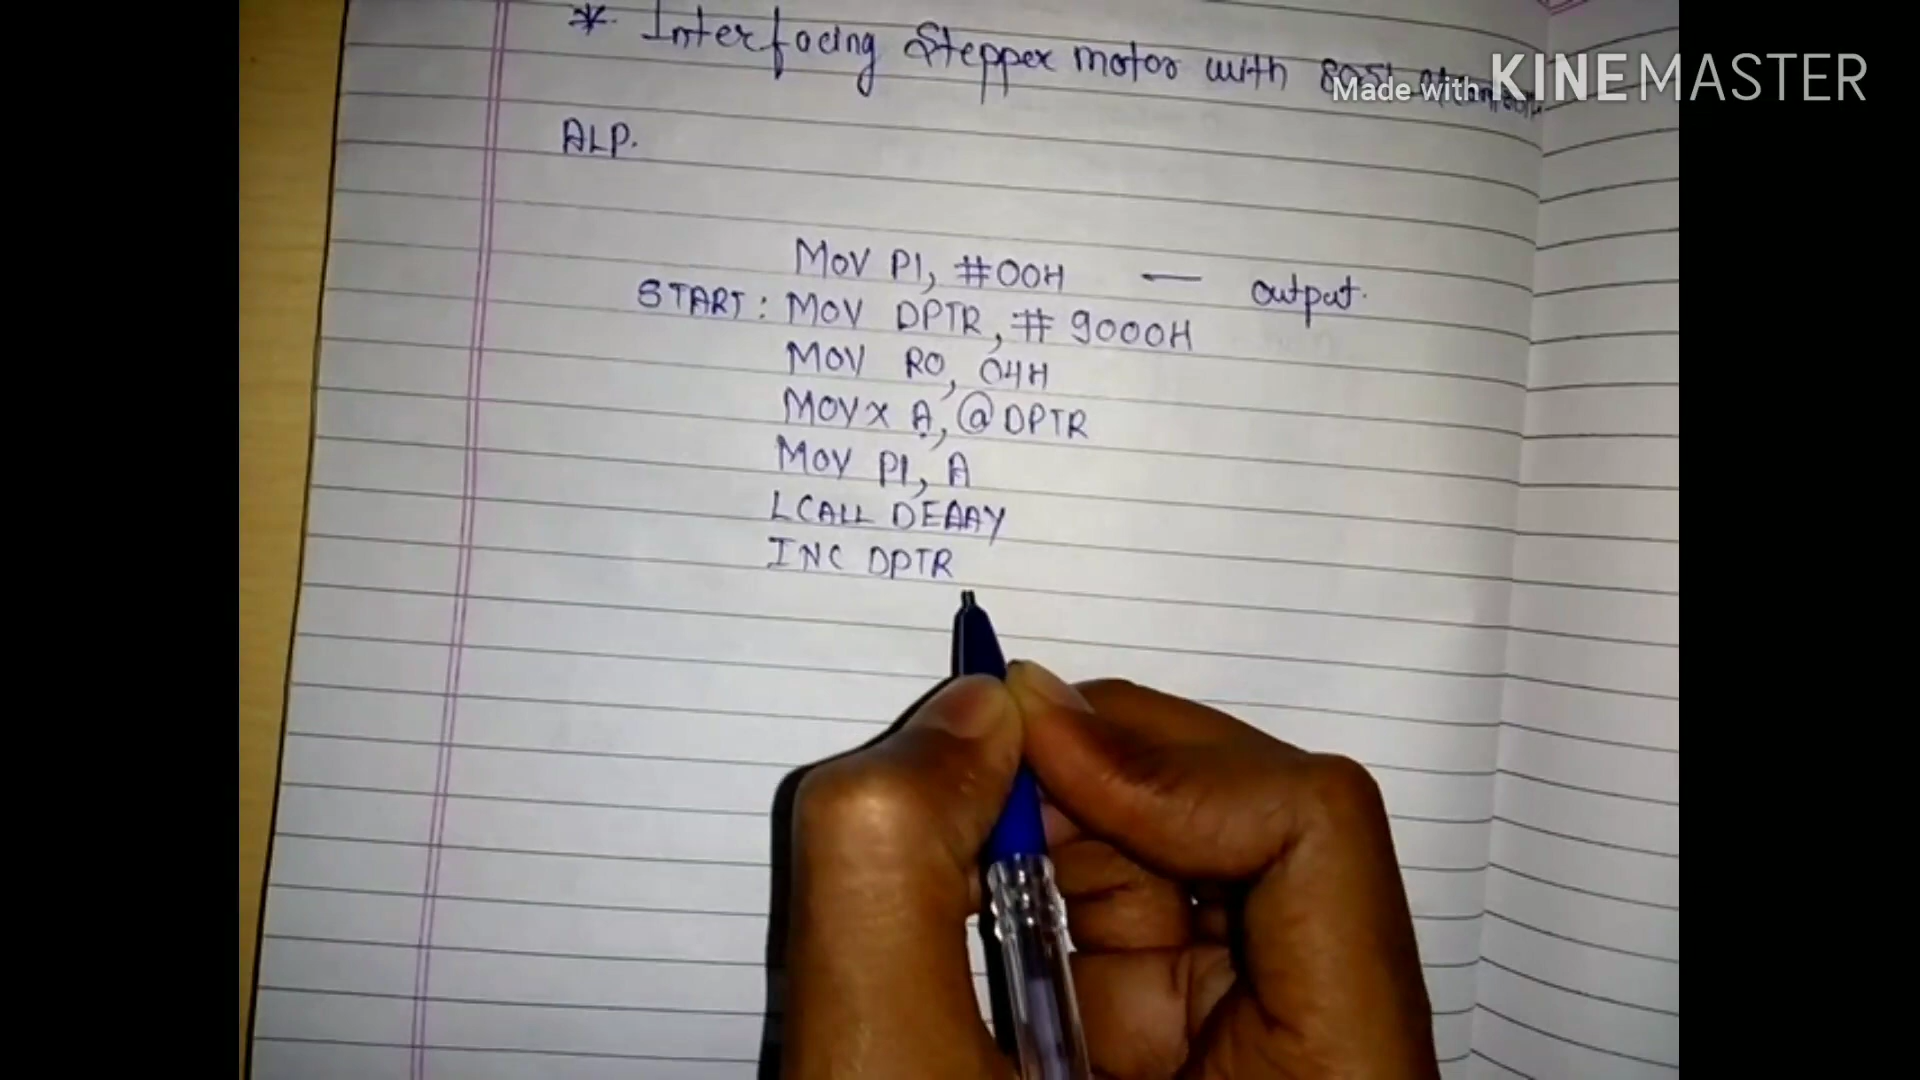 * Interfacing Stepper motor with 8051
Made with KINEMASTER
ALP.
MOV P1, #00H — output.
START: MOV DPTR, # 9000H
MOV R0, 04H
MOVX A, @DPTR
MOV P1, A
LCALL DEAAY
INC DPTR